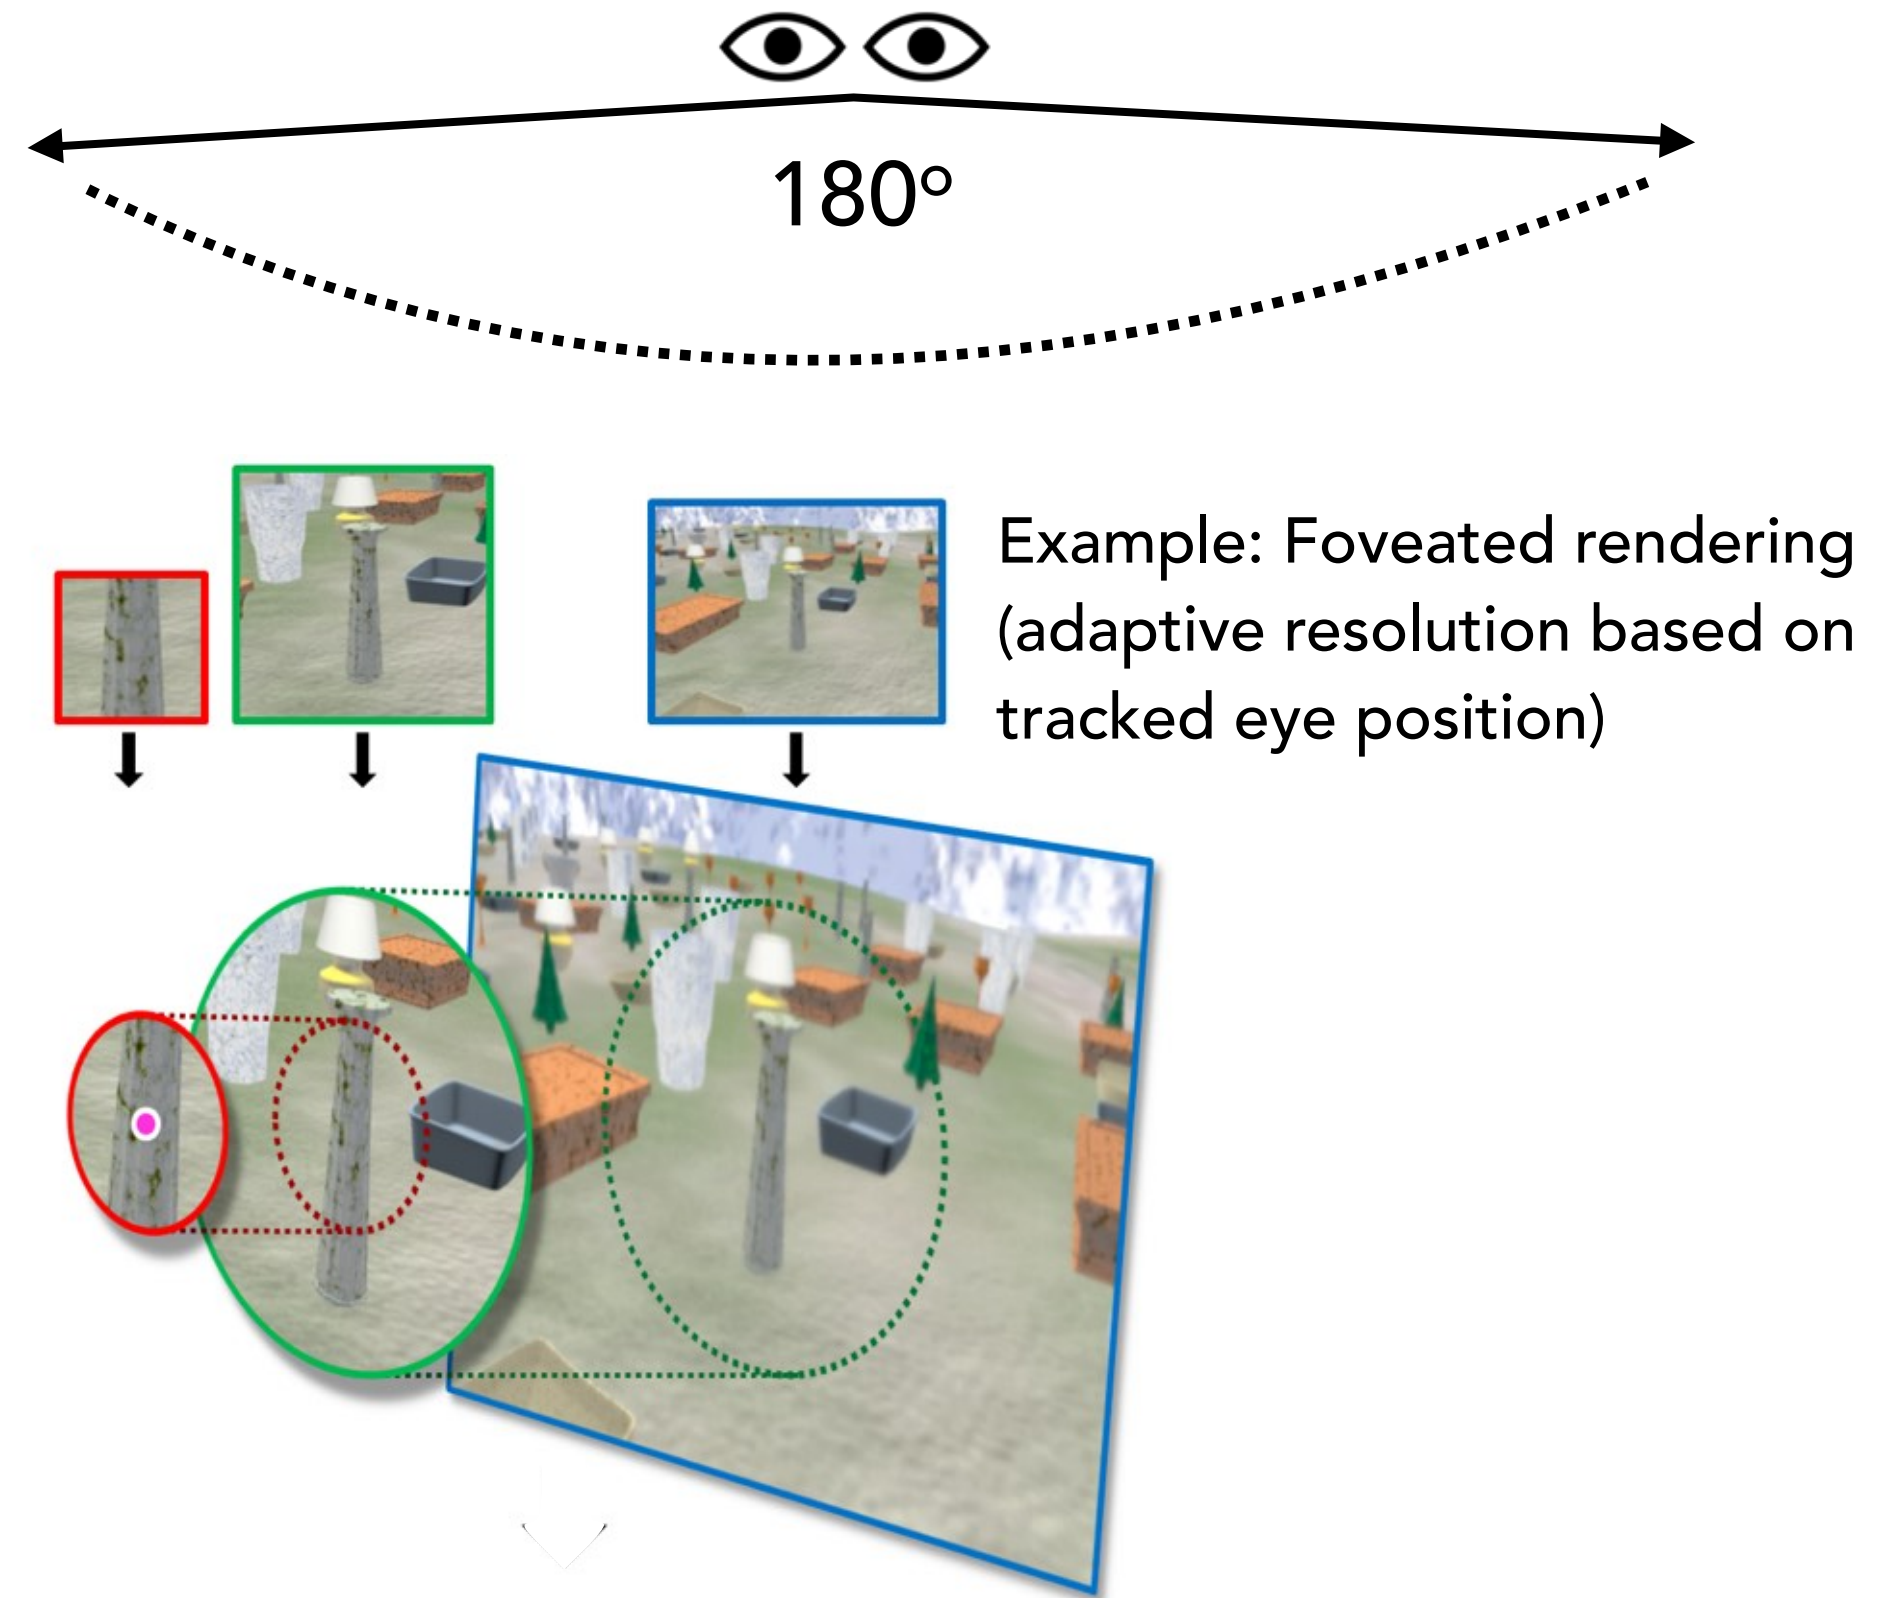 180°
Example: Foveated rendering
(adaptive resolution based on
tracked eye position)